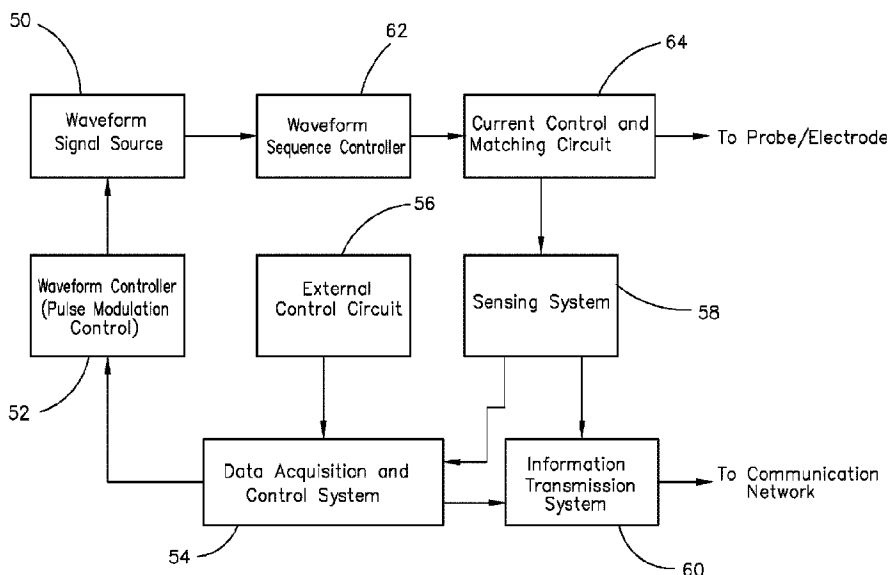 50
62
64
Waveform
Signal Source
Waveform
Sequence Controller
Current Control and
Matching Circuit
To Probe/Electrode
56
Waveform Controller
(Pulse Modulation
Control)
External
Control Circuit
Sensing System
58
52
Data Acquisition and
Control System
Information
Transmission
System
To Communication
Network
54
60